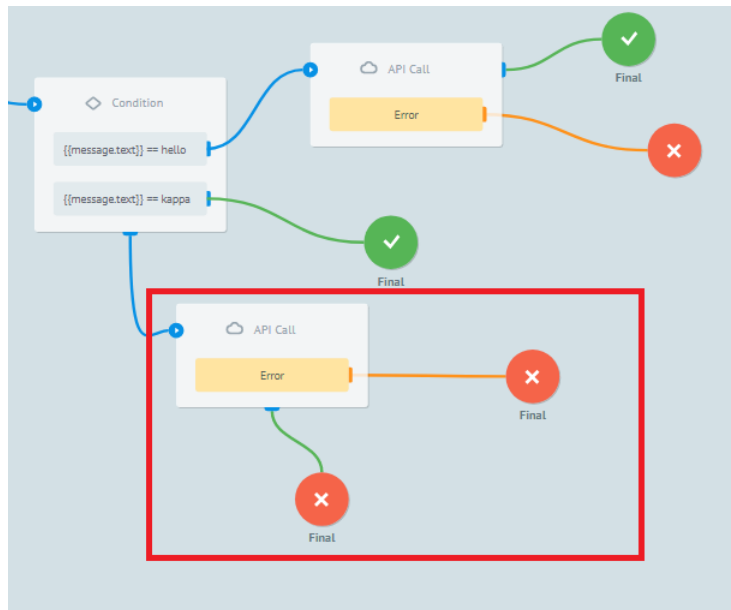 API Call
Final
Error
Condition
{{message.text}} == hello
{{message.text}} == kappa
Final
API Call
Error
Final
Final